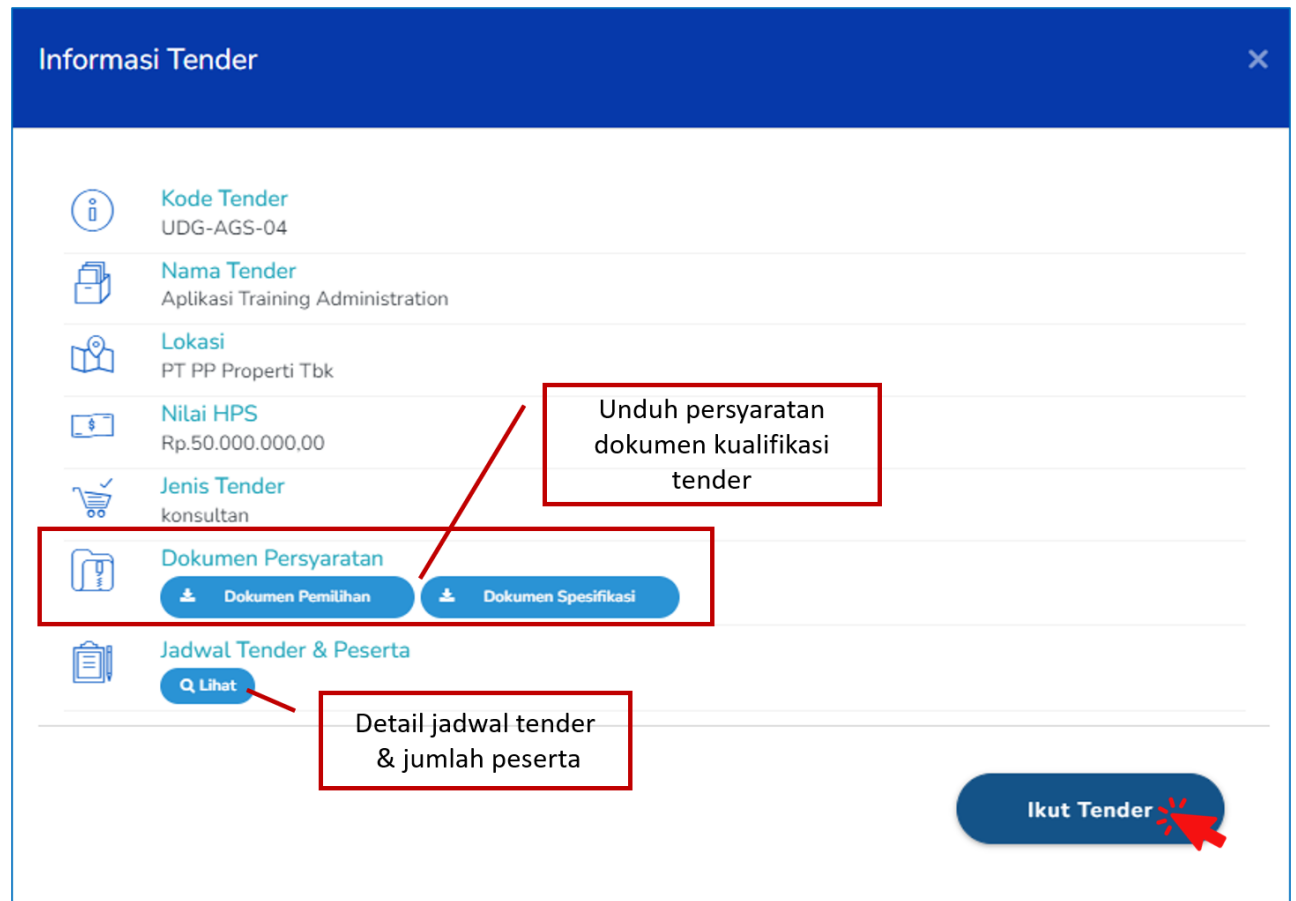 Informasi Tender
×
Kode Tender
UDG-AGS-04
Nama Tender
Aplikasi Training Administration
Lokasi
PT PP Properti Tbk
Nilai HPS
Rp.50.000.000,00
Unduh persyaratan
dokumen kualifikasi
tender
Jenis Tender
konsultan
Dokumen Persyaratan
Dokumen Pemilihan
Dokumen Spesifikasi
Jadwal Tender & Peserta
Lihat
Detail jadwal tender
& jumlah peserta
Ikut Tender